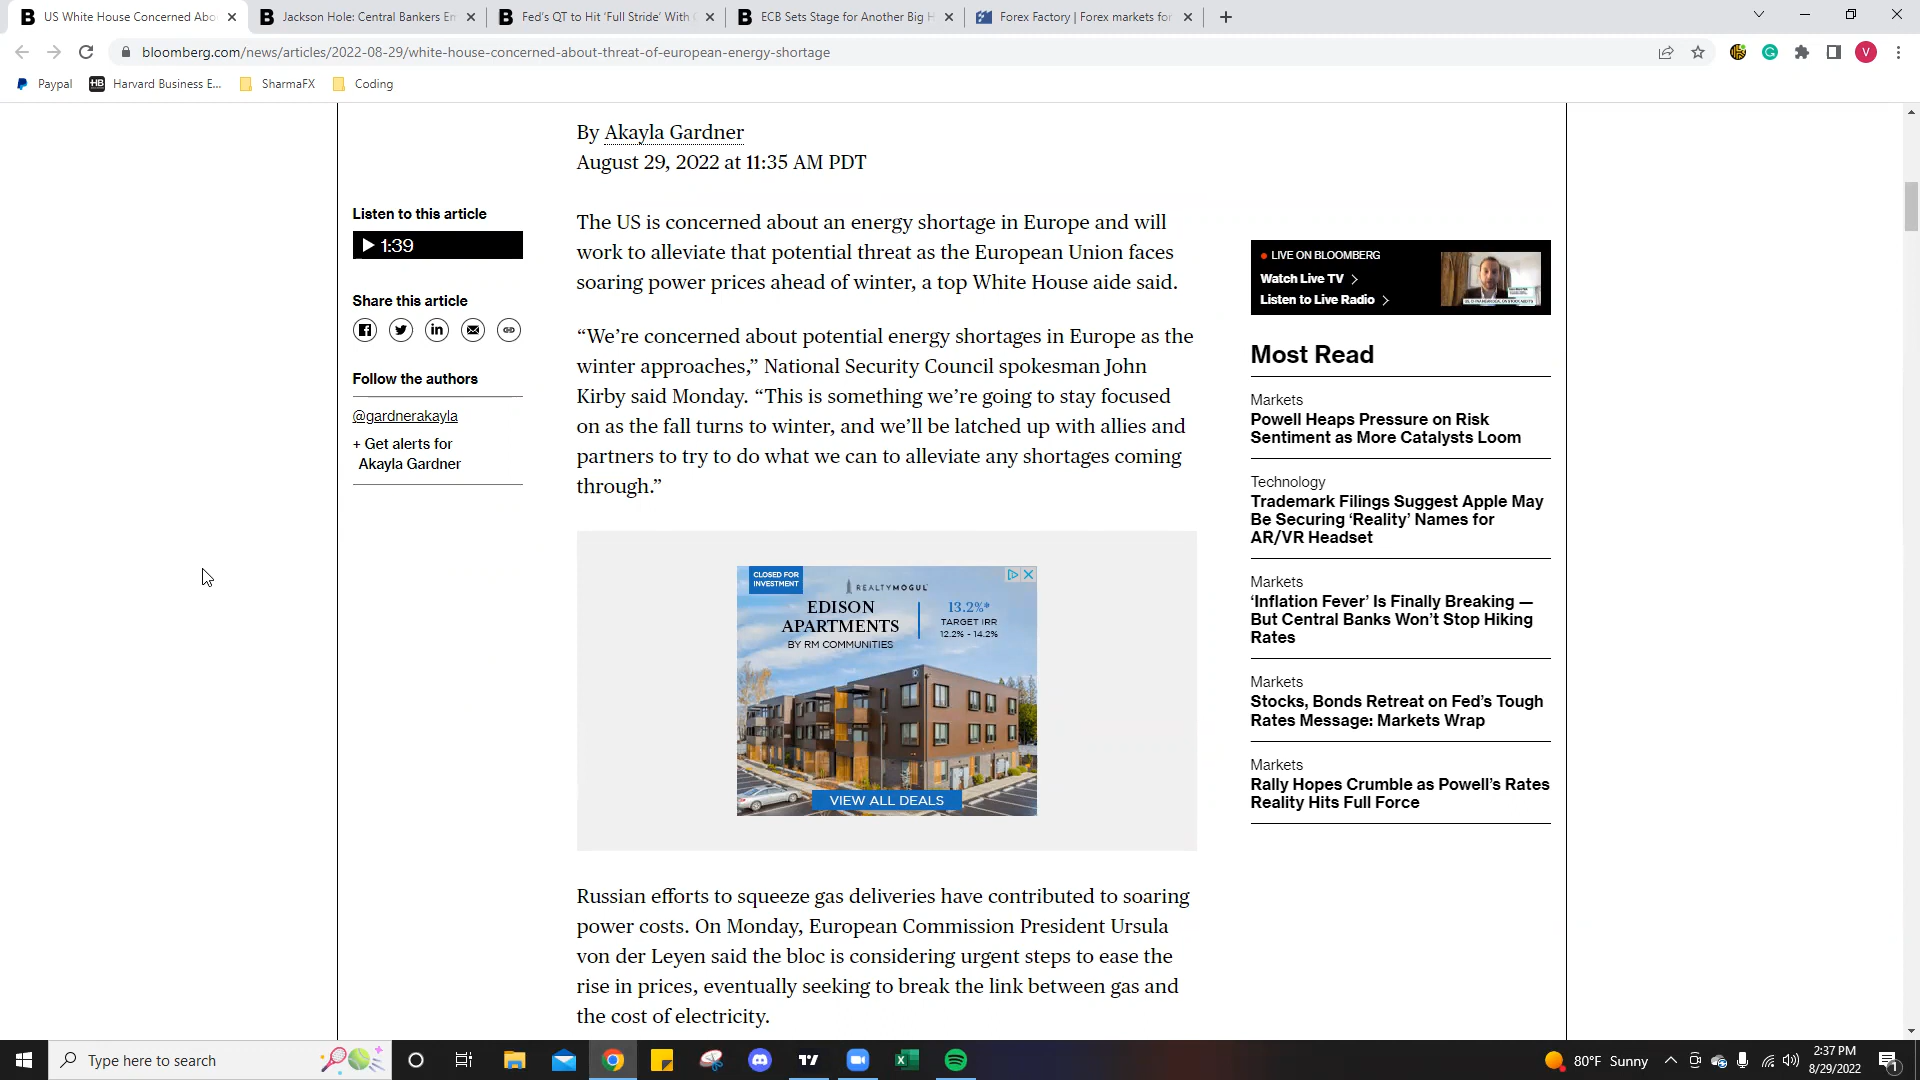 US White House Concerned Abo
Jackson Hole: Central Bankers Em
Fed's QT to Hit 'Full Stride' With
ECB Sets Stage for Another Big H
Forex Factory | Forex markets for
bloomberg.com/news/articles/2022-08-29/white-house-concerned-about-threat-of-european-energy-shortage
Paypal
Harvard Business E...
SharmaFX
Coding
By Akayla Gardner
August 29, 2022 at 11:35 AM PDT
Listen to this article
1:39
Share this article
Follow the authors
@gardnerakayla
+ Get alerts for
Akayla Gardner
The US is concerned about an energy shortage in Europe and will
work to alleviate that potential threat as the European Union faces
soaring power prices ahead of winter, a top White House aide said.
“We’re concerned about potential energy shortages in Europe as the
winter approaches,” National Security Council spokesman John
Kirby said Monday. “This is something we’re going to stay focused
on as the fall turns to winter, and we’ll be latched up with allies and
partners to try to do what we can to alleviate any shortages coming
through.”
CLOSED FOR
INVESTMENT
REALTYMOGUL
EDISON
APARTMENTS
BY RM COMMUNITIES
13.2%*
TARGET IRR
12.2% - 14.2%
VIEW ALL DEALS
Russian efforts to squeeze gas deliveries have contributed to soaring
power costs. On Monday, European Commission President Ursula
von der Leyen said the bloc is considering urgent steps to ease the
rise in prices, eventually seeking to break the link between gas and
the cost of electricity.
LIVE ON BLOOMBERG
Watch Live TV
Listen to Live Radio
Most Read
Markets
Powell Heaps Pressure on Risk
Sentiment as More Catalysts Loom
Technology
Trademark Filings Suggest Apple May
Be Securing ‘Reality’ Names for
AR/VR Headset
Markets
‘Inflation Fever’ Is Finally Breaking —
But Central Banks Won’t Stop Hiking
Rates
Markets
Stocks, Bonds Retreat on Fed’s Tough
Rates Message: Markets Wrap
Markets
Rally Hopes Crumble as Powell’s Rates
Reality Hits Full Force
Type here to search
80°F Sunny
2:37 PM
8/29/2022